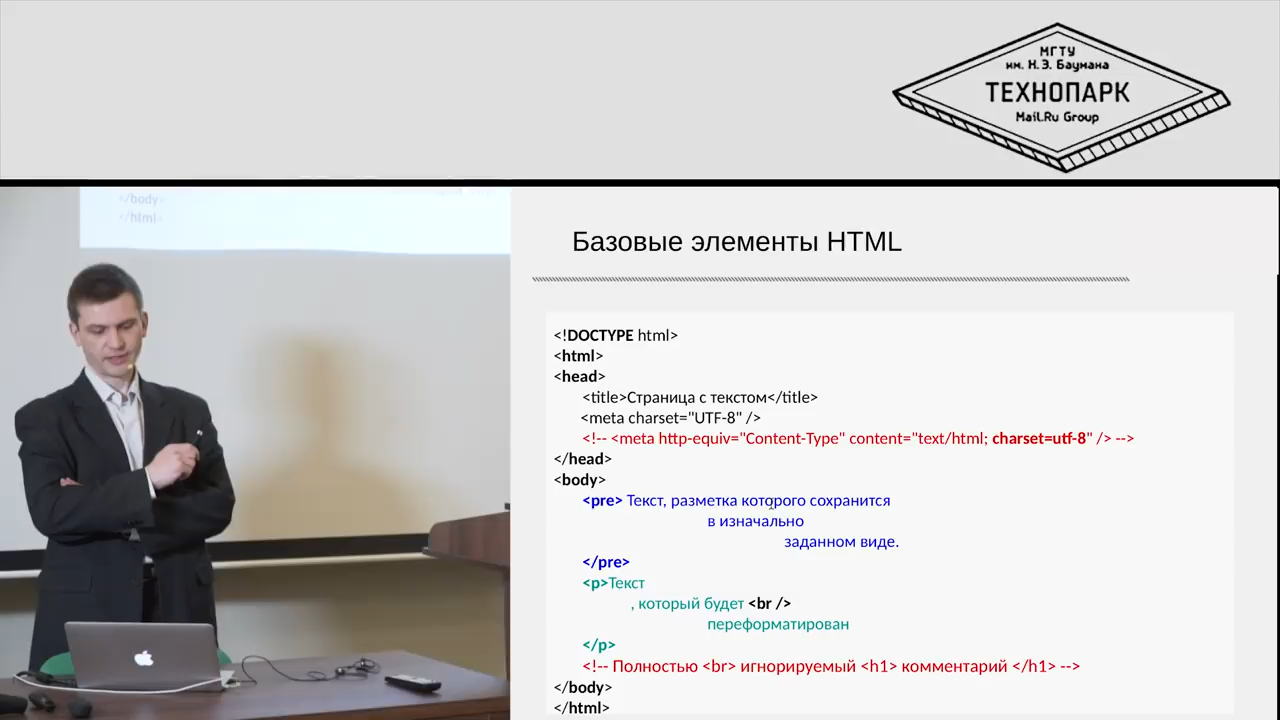 МГТУ
им. Н.Э. Баумана
ТЕХНОПАРК
Mail.Ru Group
</body>
</html>
Базовые элементы HTML
<!DOCTYPE html>
<html>
<head>
<title>Страница с текстом</title>
<meta charset="UTF-8" />
<!-- <meta http-equiv="Content-Type" content="text/html; charset=utf-8" /> -->
</head>
<body>
<pre> Текст, разметка которого сохранится
в изначально
заданном виде.
</pre>
<p>Текст
, который будет <br />
переформатирован
</p>
<!-- Полностью <br> игнорируемый <h1> комментарий </h1> -->
</body>
</html>